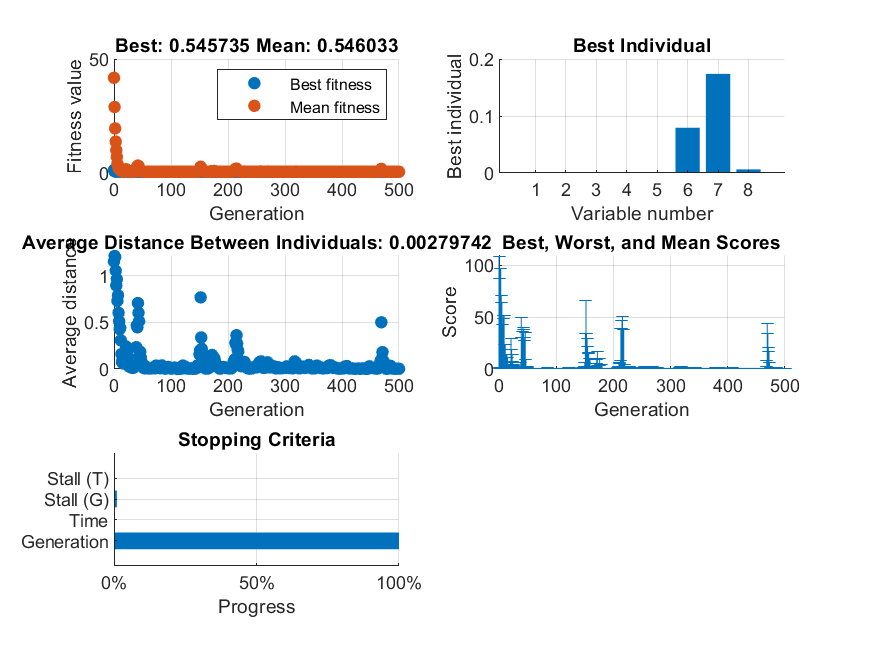 Best: 0.545735 Mean: 0.546033
Fitness value
50
0
Best fitness
Mean fitness
0 100 200 300 400 500
Generation
Best Individual
Best individual
0.2
0.1
0
1 2 3 4 5 6 7 8
Variable number
Average Distance Between Individuals: 0.00279742
Average distance
1
0.5
0
0 100 200 300 400 500
Generation
Best, Worst, and Mean Scores
Score
100
50
0
0 100 200 300 400 500
Generation
Stopping Criteria
Stall (T)
Stall (G)
Time
Generation
0% 50% 100%
Progress